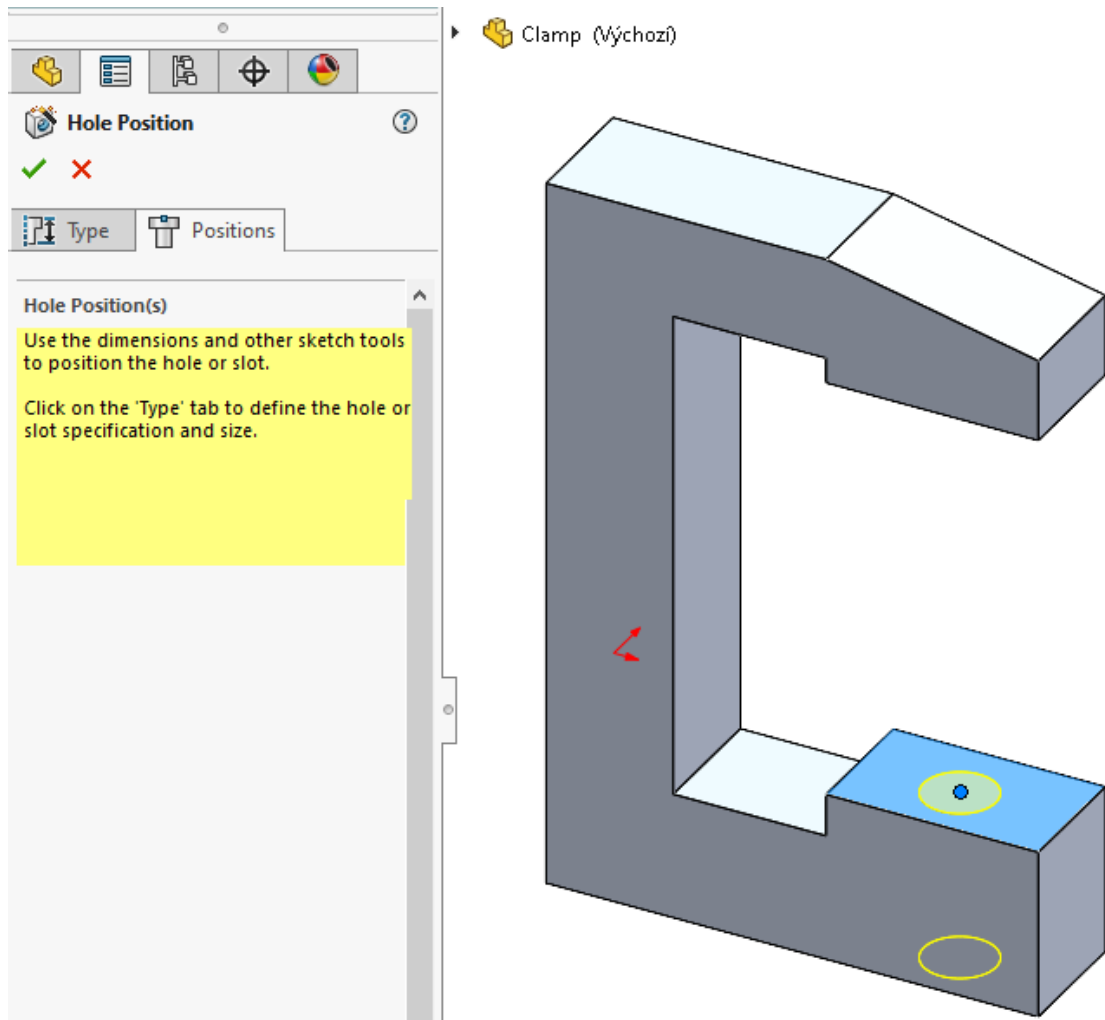 Clamp (Výchozí)
Hole Position
Type
Positions
Hole Position(s)
Use the dimensions and other sketch tools
to position the hole or slot.
Click on the 'Type' tab to define the hole or
slot specification and size.